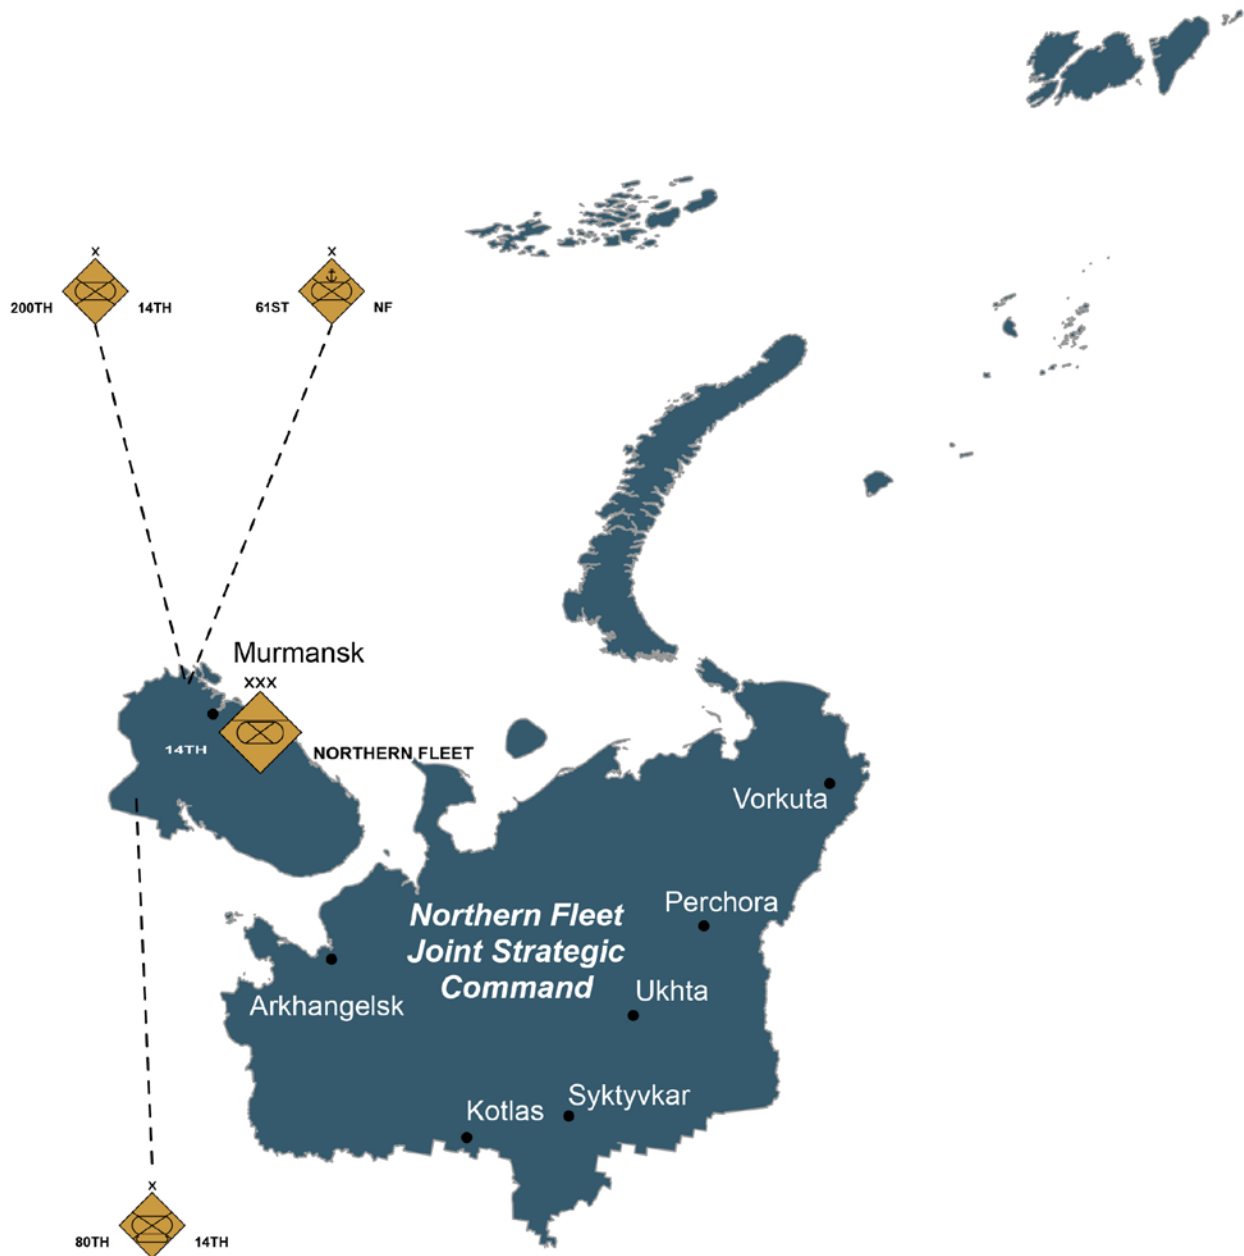 X
200TH
14TH
X
61ST
NF
Murmansk
XXX
14TH
NORTHERN FLEET
Vorkuta
Perchora
Northern Fleet
Joint Strategic
Command
Ukhta
Arkhangelsk
Syktyvkar
Kotlas
X
80TH
14TH